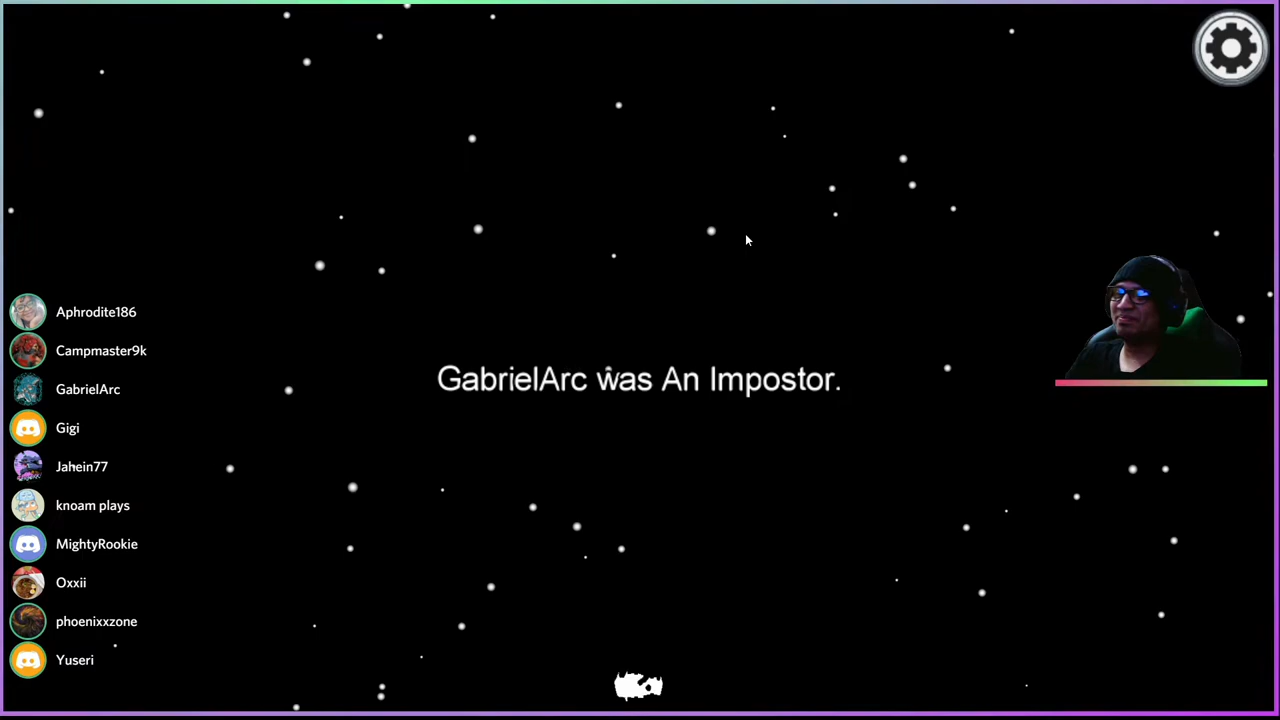 GabrielArc was An Impostor.
Aphrodite186
Campmaster9k
GabrielArc
Gigi
Jahein77
knoam plays
MightyRookie
Oxxii
phoenixxzone
Yuseri